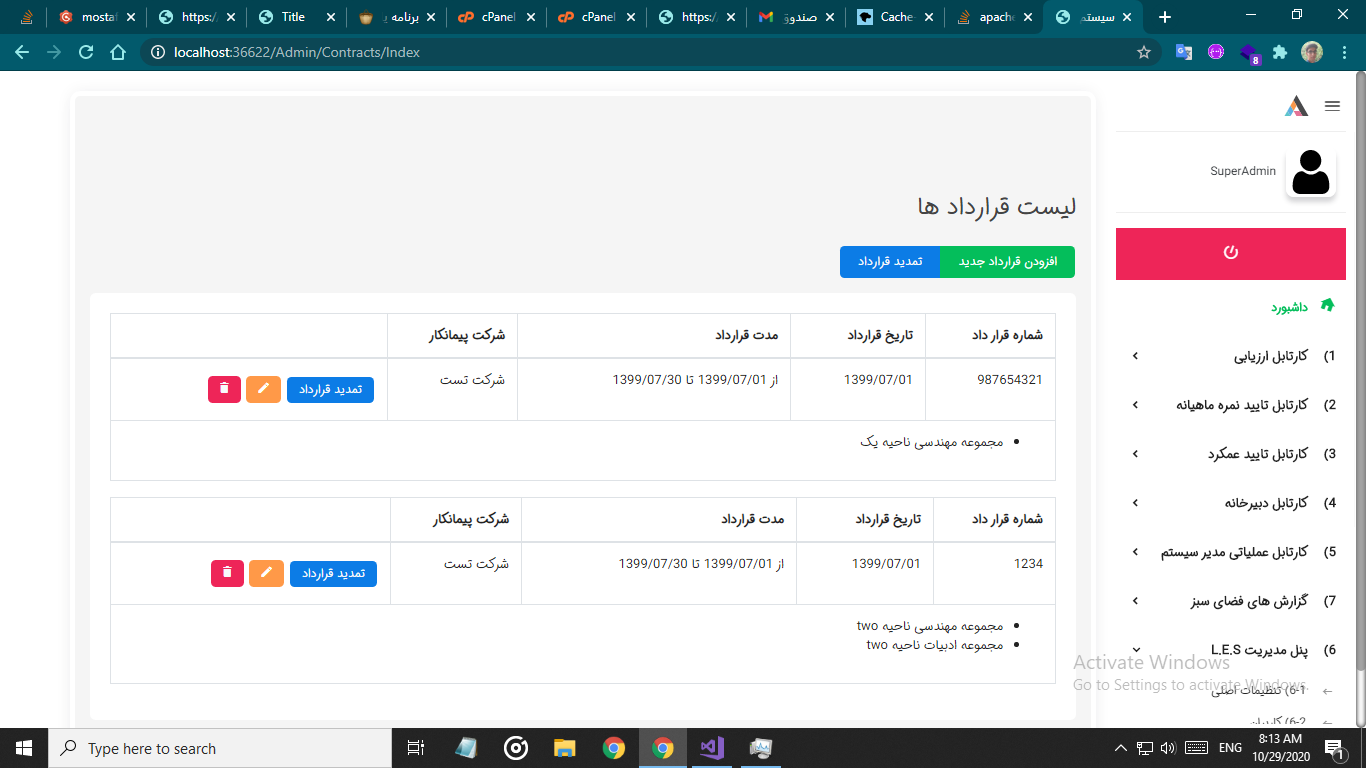 mostaf
https:/
Title
برنامه
cPanel
cPanel
https:/
صندوق
Cache-
apache
سیستم
localhost:36622/Admin/Contracts/Index
8
SuperAdmin
لیست قرارداد ها
افزودن قرارداد جدید تمدید قرارداد
شماره قرار داد تاریخ قرارداد مدت قرارداد شرکت پیمانکار
987654321 1399/07/01 از 1399/07/01 تا 1399/07/30 شرکت تست تمدید قرارداد
مجموعه مهندسی ناحیه یک
شماره قرار داد تاریخ قرارداد مدت قرارداد شرکت پیمانکار
1234 1399/07/01 از 1399/07/01 تا 1399/07/30 شرکت تست تمدید قرارداد
مجموعه مهندسی ناحیه two
مجموعه ادبیات ناحیه two
داشبورد
1) کارتابل ارزیابی
2) کارتابل تایید نمره ماهیانه
3) کارتابل تایید عمکرد
4) کارتابل دبیرخانه
5) کارتابل عملیاتی مدیر سیستم
7) گزارش های فضای سبز
6) پنل مدیریت L.E.S
6-1) تنظیمات اصلی
6-2) کاربران
Activate Windows
Go to Settings to activate Windows.
Type here to search
ENG
8:13 AM
10/29/2020
1